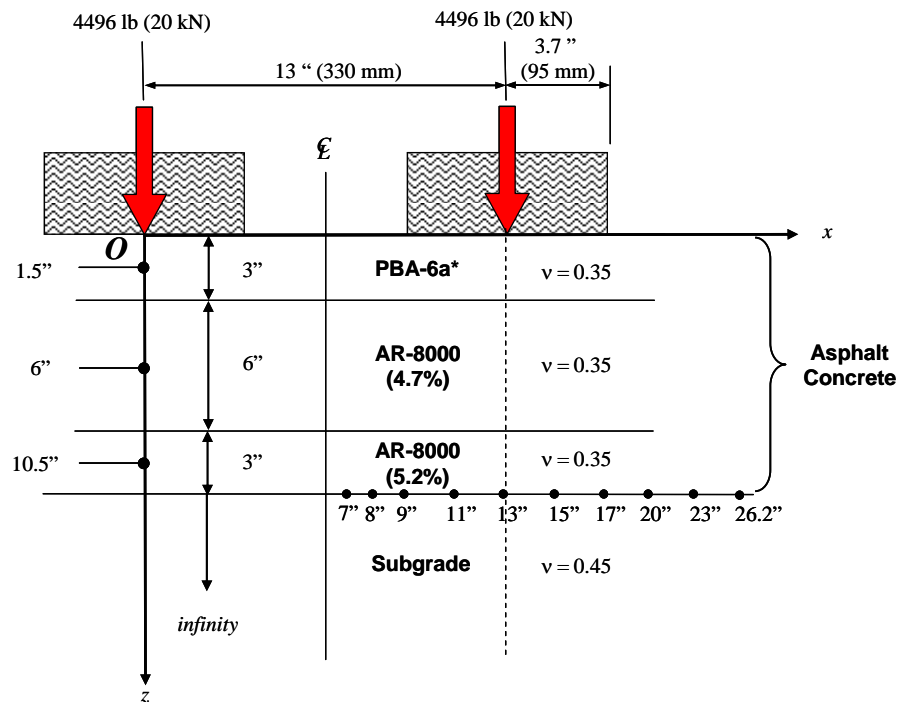 4496 lb (20 kN)
4496 lb (20 kN)
13 “ (330 mm)
3.7 ”
(95 mm)
℄
O
x
1.5”
3”
PBA-6a*
ν = 0.35
6”
6”
AR-8000
(4.7%)
ν = 0.35
Asphalt
Concrete
10.5”
3”
AR-8000
(5.2%)
ν = 0.35
7” 8” 9” 11” 13” 15” 17” 20” 23” 26.2”
Subgrade
ν = 0.45
infinity
z